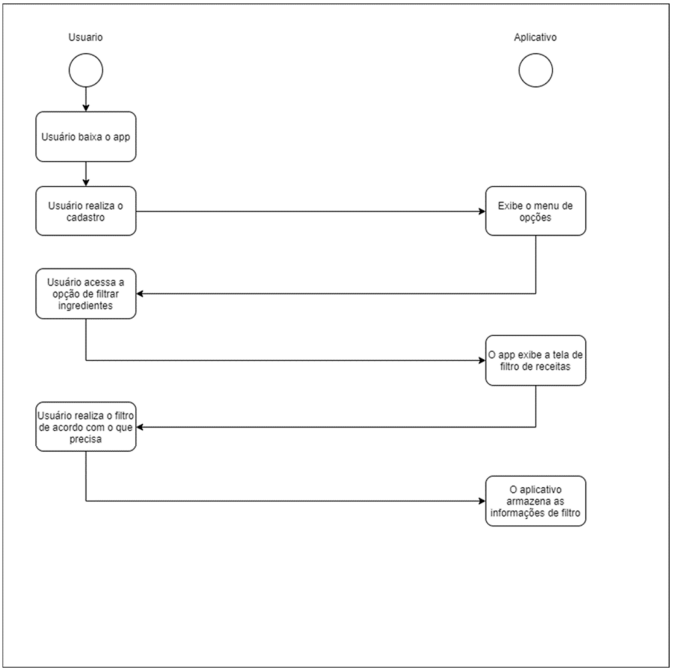 Usuario
Aplicativo
Usuário baixa o app
Usuário realiza o
cadastro
Exibe o menu de
opções
Usuário acessa a
opção de filtrar
ingredientes
O app exibe a tela de
filtro de receitas
Usuário realiza o filtro
de acordo com o que
precisa
O aplicativo
armazena as
informações de filtro